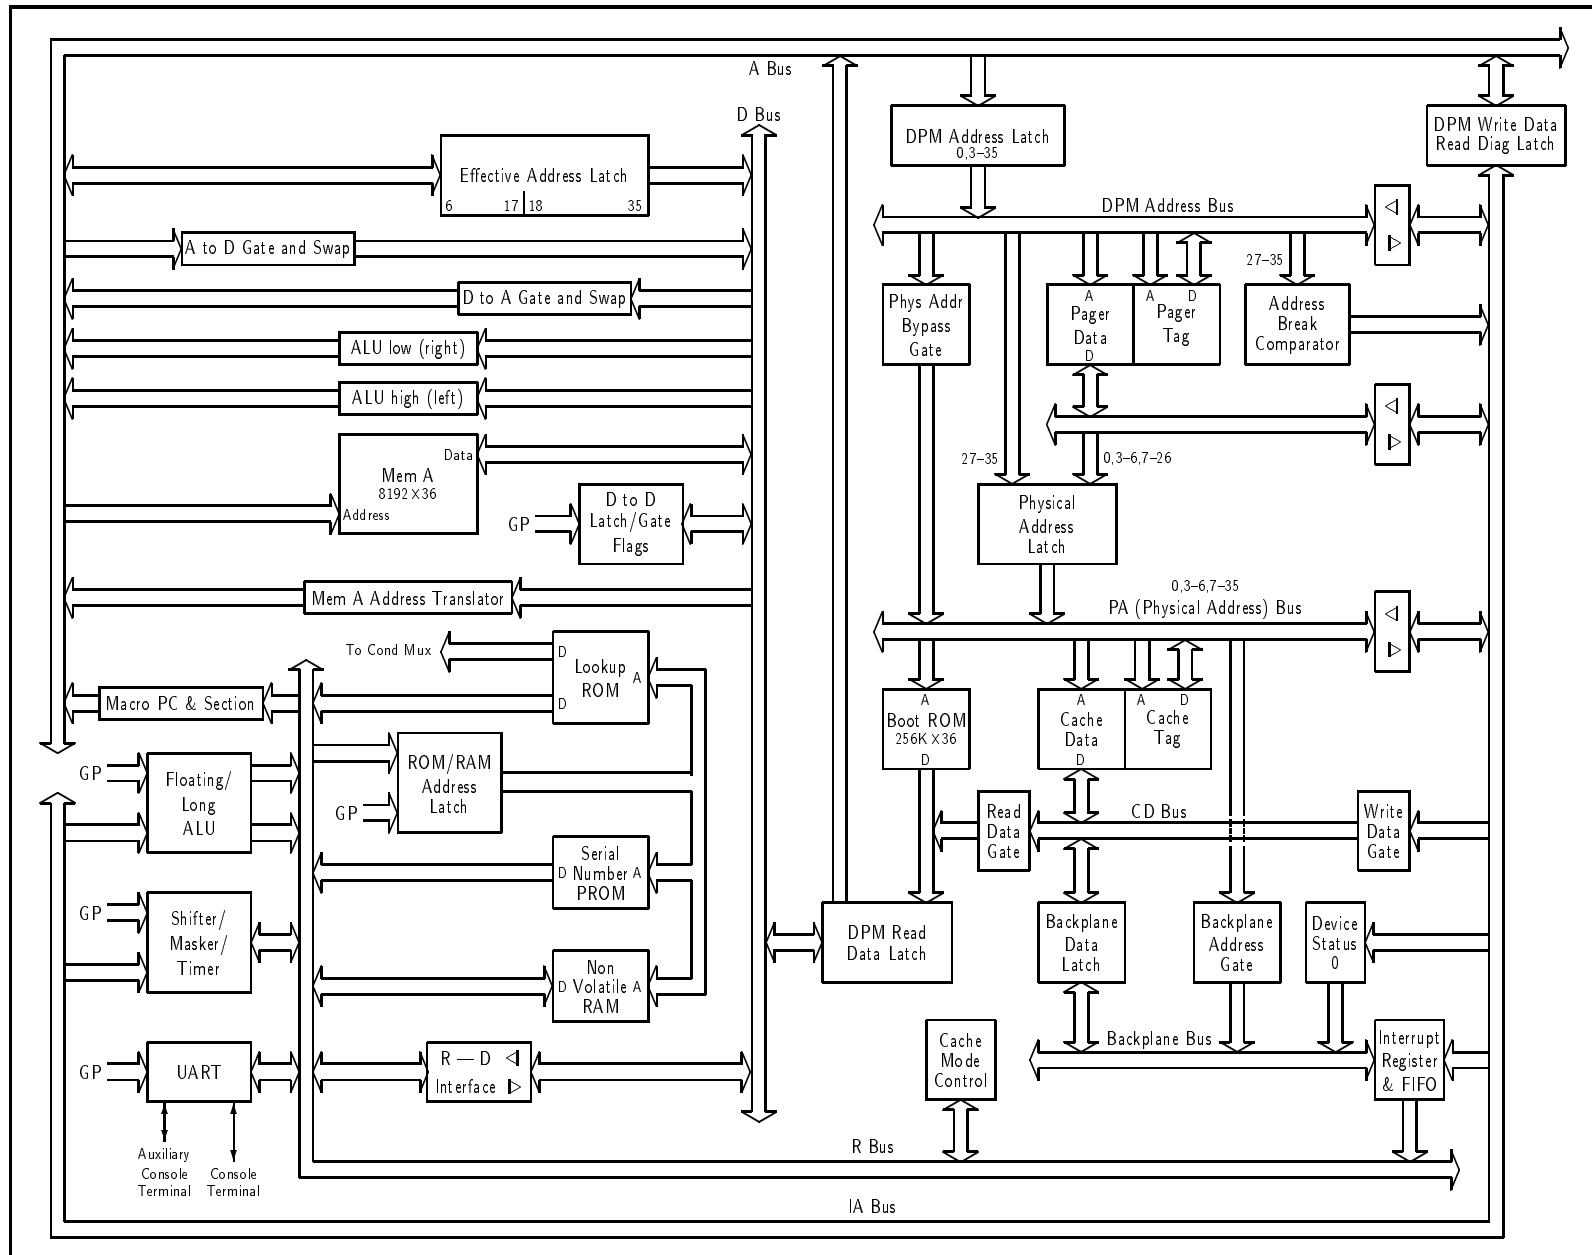 A Bus
D Bus
DPM Address Latch
0,3–35
DPM Write Data
Read Diag Latch
Effective Address Latch
6 17 18 35
DPM Address Bus
A to D Gate and Swap
27–35
D to A Gate and Swap
Phys Addr
Bypass
Gate
A
Pager
Data
D
A D
Pager
Tag
Address
Break
Comparator
ALU low (right)
ALU high (left)
Data
Mem A
8192 X 36
Address
27–35
0,3–6,7–26
GP
D to D
Latch/Gate
Flags
Physical
Address
Latch
Mem A Address Translator
0,3–6,7–35
PA (Physical Address) Bus
To Cond Mux
D
Lookup
ROM
A
D
Macro PC & Section
A
Boot ROM
256K X 36
D
A
Cache
Data
D
A D
Cache
Tag
GP
Floating/
Long
ALU
ROM/RAM
Address
Latch
GP
Read
Data
Gate
CD Bus
Write
Data
Gate
Serial
D Number A
PROM
GP
Shifter/
Masker/
Timer
DPM Read
Data Latch
Backplane
Data
Latch
Backplane
Address
Gate
Device
Status
0
Non
D Volatile A
RAM
GP
UART
R — D
Interface
Cache
Mode
Control
Backplane Bus
Interrupt
Register
& FIFO
Auxiliary
Console
Terminal
Console
Terminal
R Bus
IA Bus